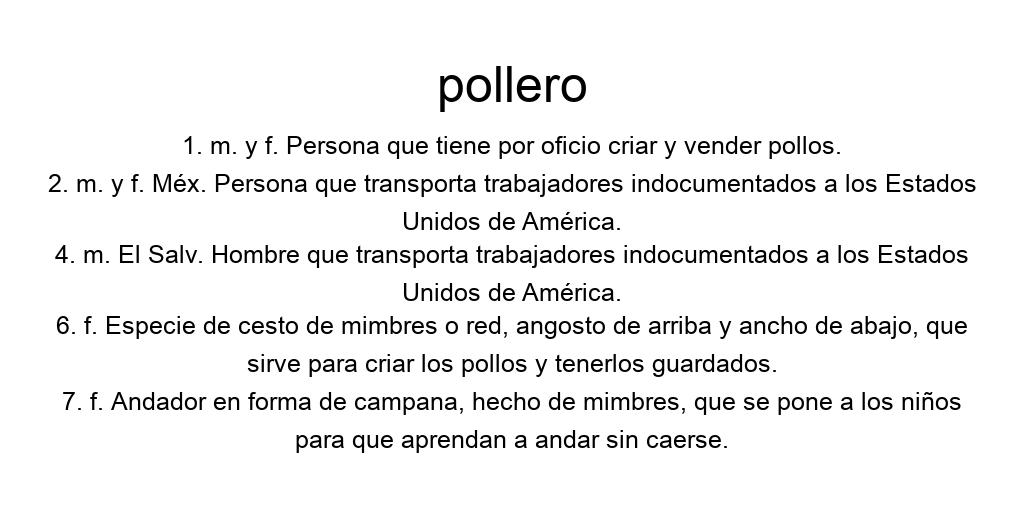 pollero
1. m. y f. Persona que tiene por oficio criar y vender pollos.
2. m. y f. Méx. Persona que transporta trabajadores indocumentados a los Estados
Unidos de América.
4. m. El Salv. Hombre que transporta trabajadores indocumentados a los Estados
Unidos de América.
6. f. Especie de cesto de mimbres o red, angosto de arriba y ancho de abajo, que
sirve para criar los pollos y tenerlos guardados.
7. f. Andador en forma de campana, hecho de mimbres, que se pone a los niños
para que aprendan a andar sin caerse.